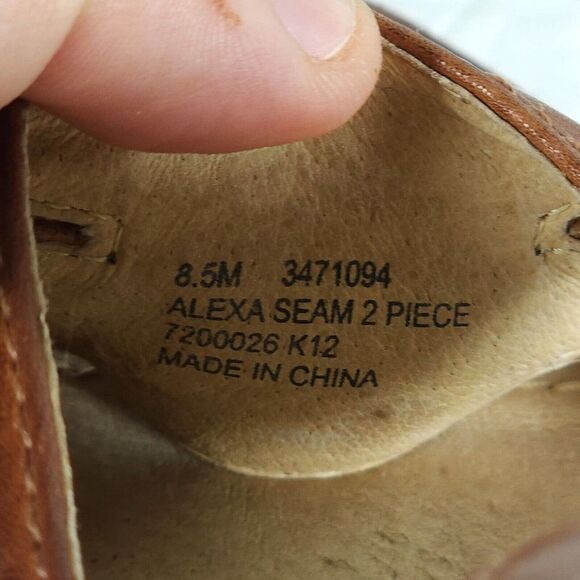 8.5M 3471094
ALEXA SEAM 2 PIECE
7200026 K12
MADE IN CHINA